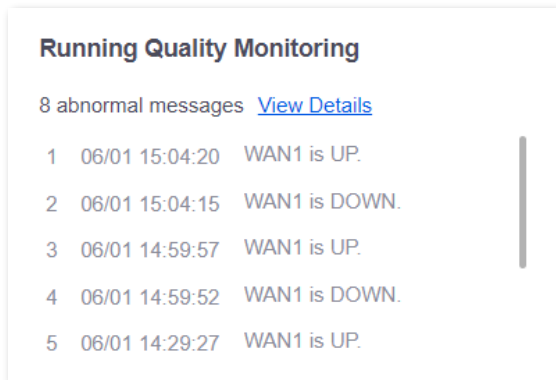 Running Quality Monitoring
8 abnormal messages View Details
1 06/01 15:04:20 WAN1 is UP.
2 06/01 15:04:15 WAN1 is DOWN.
3 06/01 14:59:57 WAN1 is UP.
4 06/01 14:59:52 WAN1 is DOWN.
5 06/01 14:29:27 WAN1 is UP.